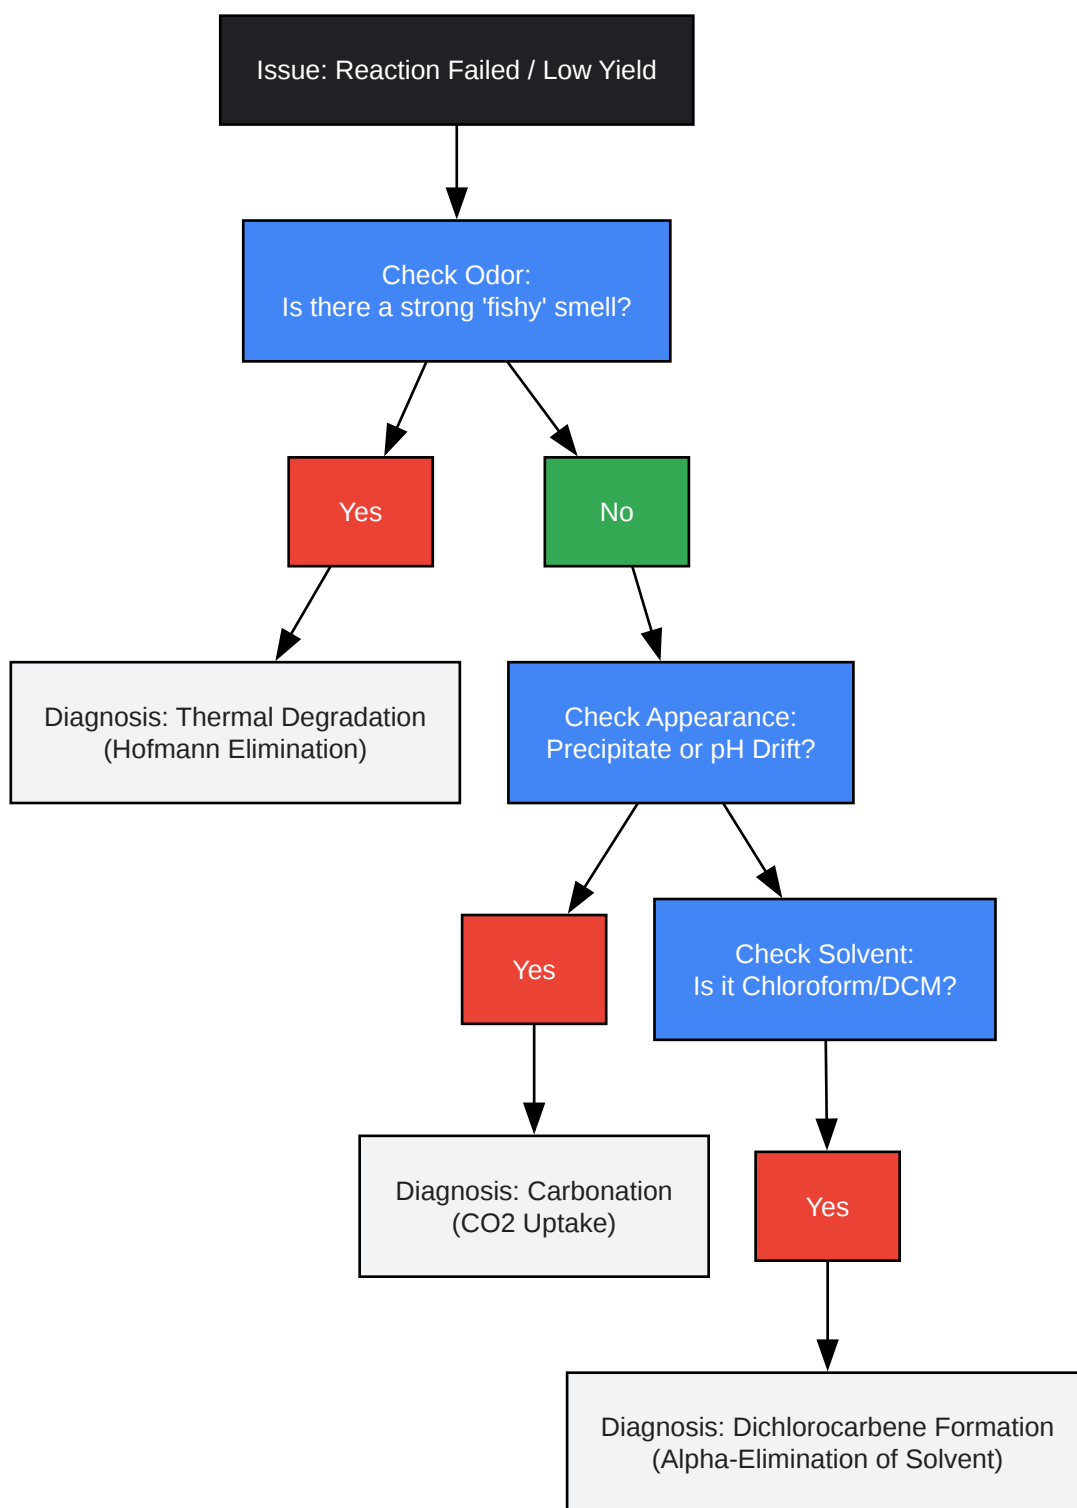 Issue: Reaction Failed / Low Yield
Check Odor:
Is there a strong 'fishy' smell?
Yes
No
Diagnosis: Thermal Degradation
(Hofmann Elimination)
Check Appearance:
Precipitate or pH Drift?
Yes
Check Solvent:
Is it Chloroform/DCM?
Diagnosis: Carbonation
(CO2 Uptake)
Yes
Diagnosis: Dichlorocarbene Formation
(Alpha-Elimination of Solvent)